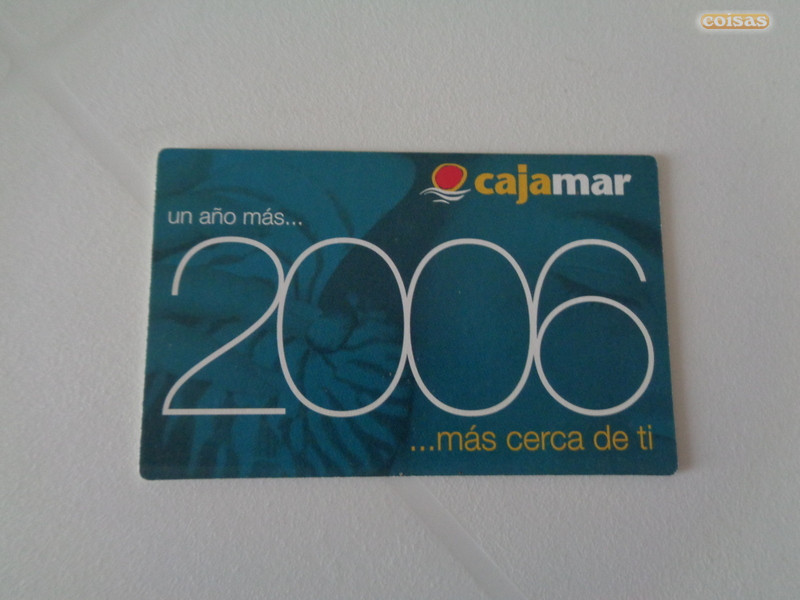 coisas
cajamar
un año más...
2006
...más cerca de ti